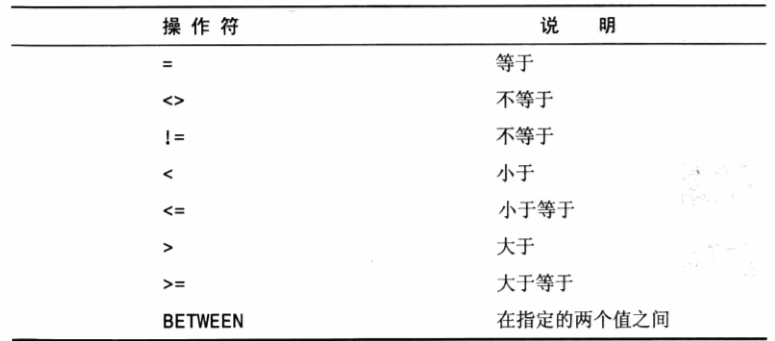 操作符 说明
= 等于
<> 不等于
!= 不等于
< 小于
<= 小于等于
> 大于
>= 大于等于
BETWEEN 在指定的两个值之间